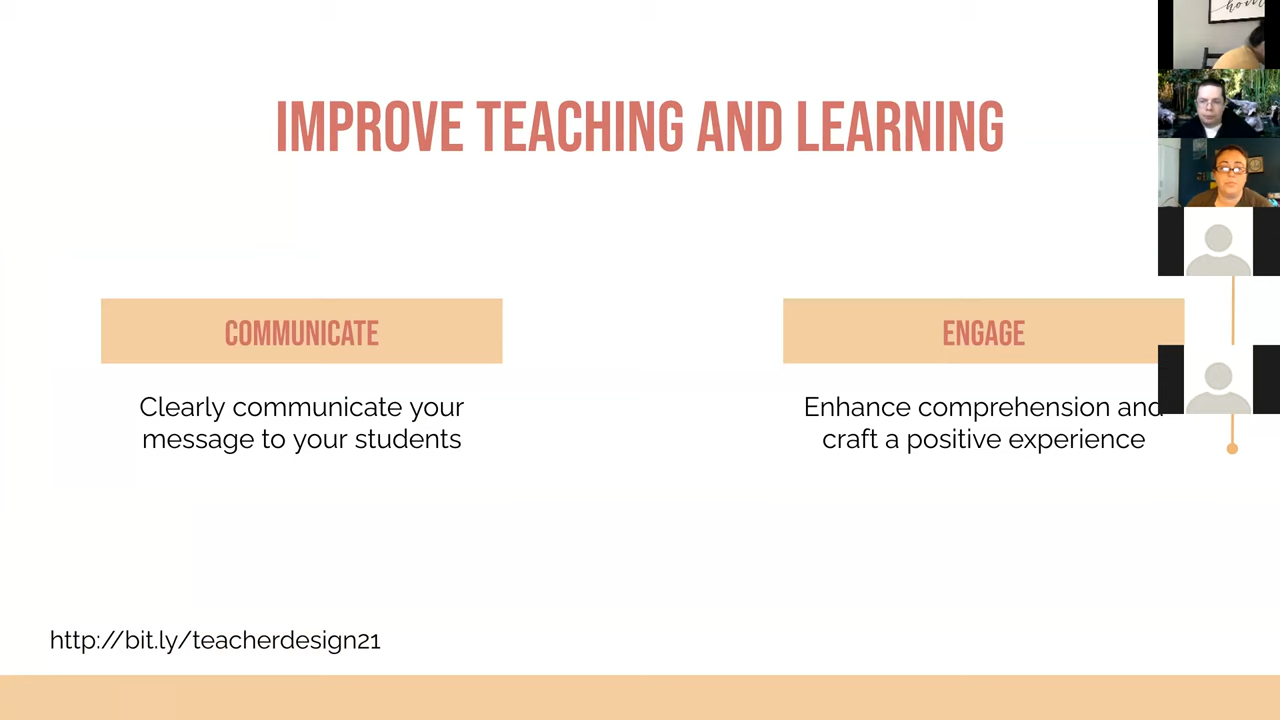 IMPROVE TEACHING AND LEARNING
home
COMMUNICATE
ENGAGE
Clearly communicate your
message to your students
Enhance comprehension and
craft a positive experience
http://bit.ly/teacherdesign21